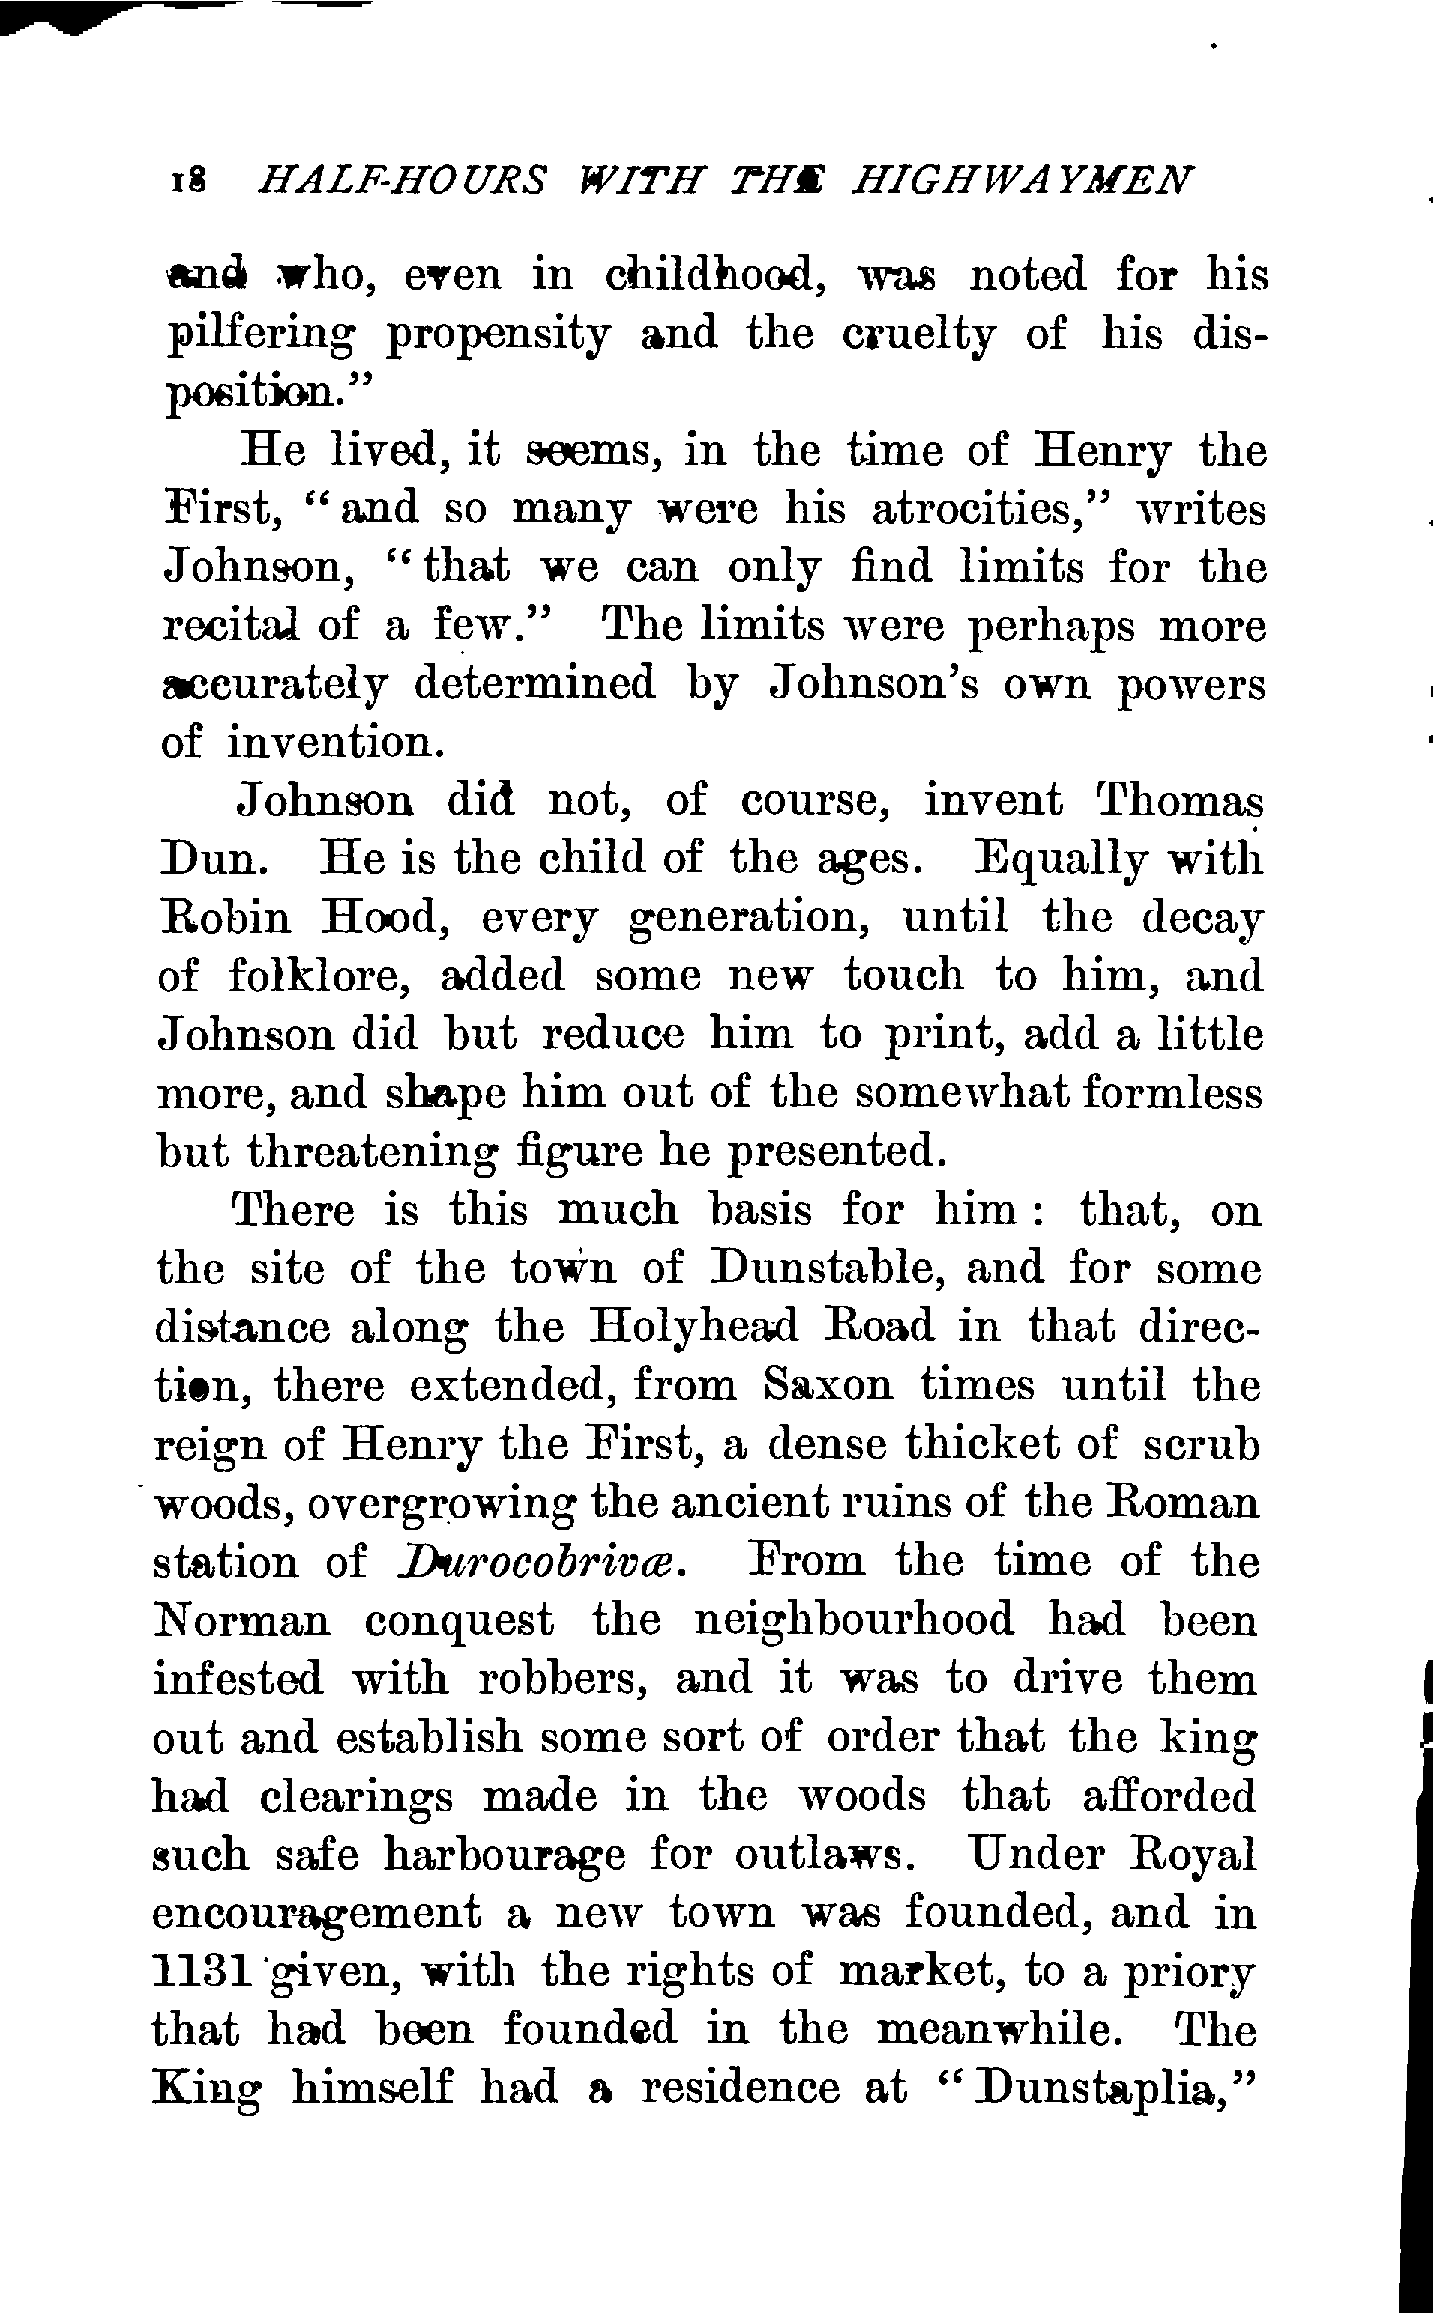 18 HALF-HOURS WITH THE HIGHWAYMEN
and who, even in childhood, was noted for his
pilfering propensity and the cruelty of his dis-
position."
He lived, it seems, in the time of Henry the
First, "and so many were his atrocities," writes
Johnson, "that we can only find limits for the
recital of a few." The limits were perhaps more
accurately determined by Johnson's own powers
of invention.
Johnson did not, of course, invent Thomas
Dun. He is the child of the ages. Equally with
Robin Hood, every generation, until the decay
of folklore, added some new touch to him, and
Johnson did but reduce him to print, add a little
more, and shape him out of the somewhat formless
but threatening figure he presented.
There is this much basis for him : that, on
the site of the town of Dunstable, and for some
distance along the Holyhead Road in that direc-
tion, there extended, from Saxon times until the
reign of Henry the First, a dense thicket of scrub
woods, overgrowing the ancient ruins of the Roman
station of Durocobrivæ. From the time of the
Norman conquest the neighbourhood had been
infested with robbers, and it was to drive them
out and establish some sort of order that the king
had clearings made in the woods that afforded
such safe harbourage for outlaws. Under Royal
encouragement a new town was founded, and in
1131 given, with the rights of market, to a priory
that had been founded in the meanwhile. The
King himself had a residence at "Dunstaplia,"